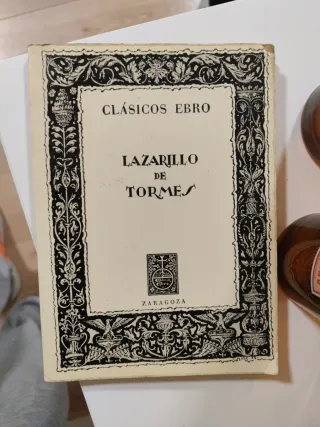 CLÁSICOS EBRO
LAZARILLO
DE
TORMES
ZARAGOZA